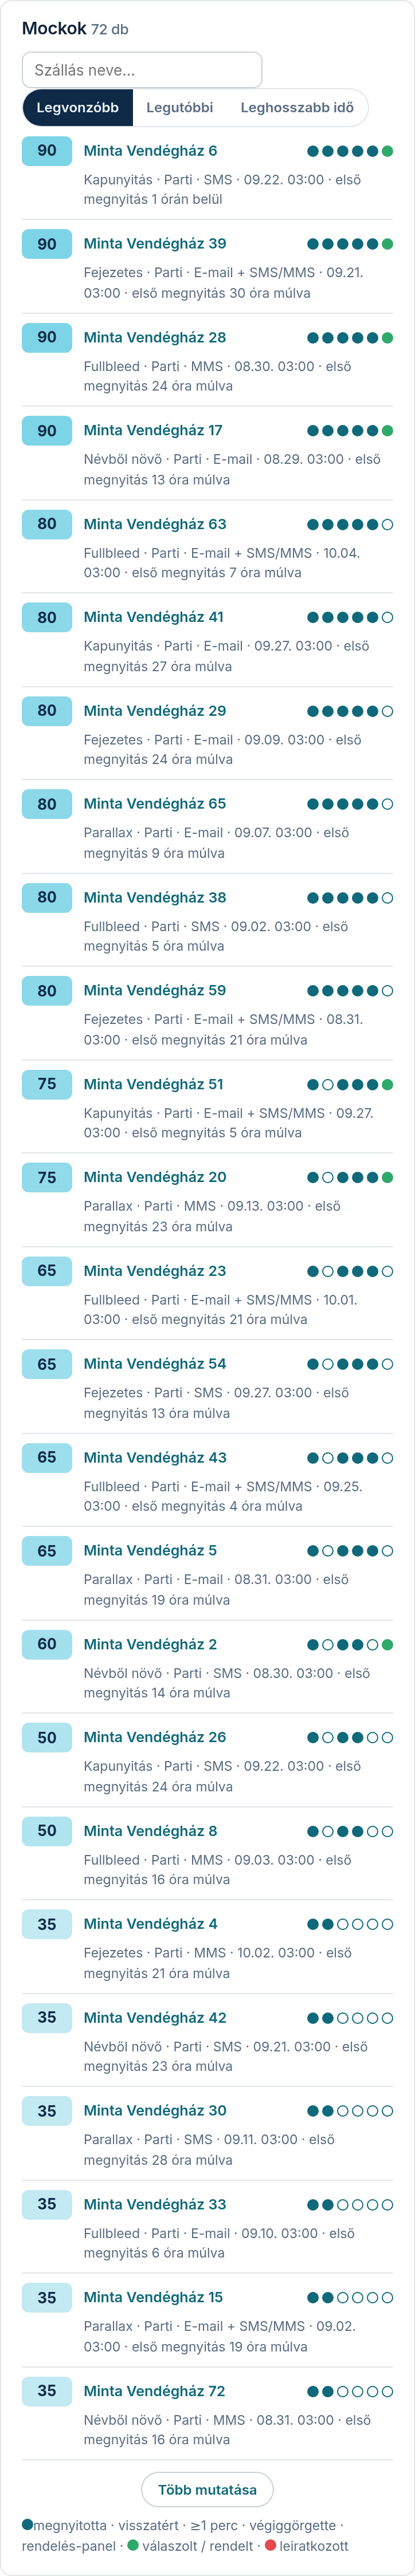 Mockok 72 db
Szállás neve...
Legvonzóbb Legutóbbi Leghosszabb idő
90 Minta Vendégház 6
Kapunyitás · Parti · SMS · 09.22. 03:00 · első
megnyitás 1 órán belül
90 Minta Vendégház 39
Fejezetes · Parti · E-mail + SMS/MMS · 09.21.
03:00 · első megnyitás 30 óra múlva
90 Minta Vendégház 28
Fullbleed · Parti · MMS · 08.30. 03:00 · első
megnyitás 24 óra múlva
90 Minta Vendégház 17
Névből növő · Parti · E-mail · 08.29. 03:00 · első
megnyitás 13 óra múlva
80 Minta Vendégház 63
Fullbleed · Parti · E-mail + SMS/MMS · 10.04.
03:00 · első megnyitás 7 óra múlva
80 Minta Vendégház 41
Kapunyitás · Parti · E-mail · 09.27. 03:00 · első
megnyitás 27 óra múlva
80 Minta Vendégház 29
Fejezetes · Parti · E-mail · 09.09. 03:00 · első
megnyitás 24 óra múlva
80 Minta Vendégház 65
Parallax · Parti · E-mail · 09.07. 03:00 · első
megnyitás 9 óra múlva
80 Minta Vendégház 38
Fullbleed · Parti · SMS · 09.02. 03:00 · első
megnyitás 5 óra múlva
80 Minta Vendégház 59
Fejezetes · Parti · E-mail + SMS/MMS · 08.31.
03:00 · első megnyitás 21 óra múlva
75 Minta Vendégház 51
Kapunyitás · Parti · E-mail + SMS/MMS · 09.27.
03:00 · első megnyitás 5 óra múlva
75 Minta Vendégház 20
Parallax · Parti · MMS · 09.13. 03:00 · első
megnyitás 23 óra múlva
65 Minta Vendégház 23
Fullbleed · Parti · E-mail + SMS/MMS · 10.01.
03:00 · első megnyitás 21 óra múlva
65 Minta Vendégház 54
Fejezetes · Parti · SMS · 09.27. 03:00 · első
megnyitás 13 óra múlva
65 Minta Vendégház 43
Fullbleed · Parti · E-mail + SMS/MMS · 09.25.
03:00 · első megnyitás 4 óra múlva
65 Minta Vendégház 5
Parallax · Parti · E-mail · 08.31. 03:00 · első
megnyitás 19 óra múlva
60 Minta Vendégház 2
Névből növő · Parti · SMS · 08.30. 03:00 · első
megnyitás 14 óra múlva
50 Minta Vendégház 26
Kapunyitás · Parti · SMS · 09.22. 03:00 · első
megnyitás 24 óra múlva
50 Minta Vendégház 8
Fullbleed · Parti · MMS · 09.03. 03:00 · első
megnyitás 16 óra múlva
35 Minta Vendégház 4
Fejezetes · Parti · MMS · 10.02. 03:00 · első
megnyitás 21 óra múlva
35 Minta Vendégház 42
Névből növő · Parti · SMS · 09.21. 03:00 · első
megnyitás 23 óra múlva
35 Minta Vendégház 30
Parallax · Parti · SMS · 09.11. 03:00 · első
megnyitás 28 óra múlva
35 Minta Vendégház 33
Fullbleed · Parti · E-mail · 09.10. 03:00 · első
megnyitás 6 óra múlva
35 Minta Vendégház 15
Parallax · Parti · E-mail + SMS/MMS · 09.02.
03:00 · első megnyitás 19 óra múlva
35 Minta Vendégház 72
Névből növő · Parti · MMS · 08.31. 03:00 · első
megnyitás 16 óra múlva
Több mutatása
megnyitotta · visszatért · ≥1 perc · végiggörgette ·
rendelés-panel · válaszolt / rendelt · leiratkozott